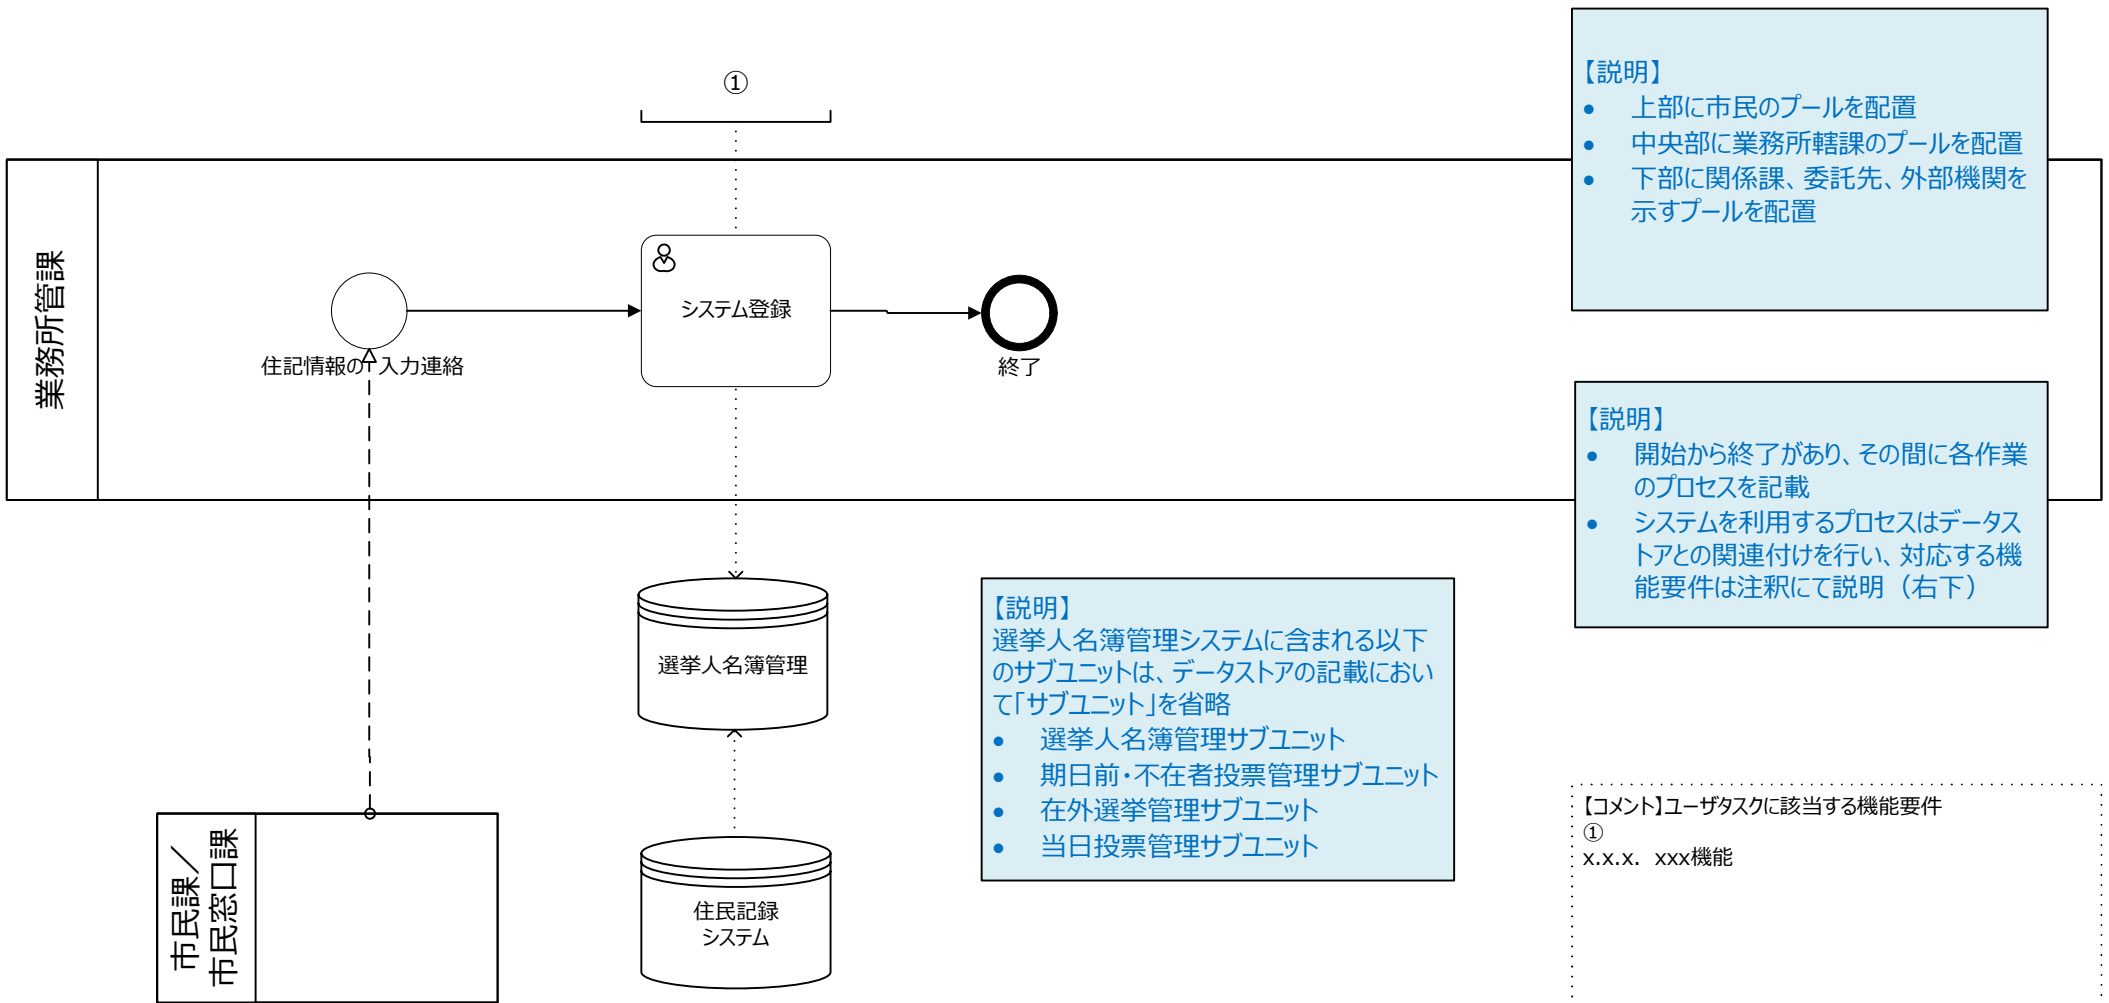 ①
【説明】
• 上部に市民のプールを配置
• 中央部に業務所轄課のプールを配置
• 下部に関係課、委託先、外部機関を
示すプールを配置
業務所管課
住記情報の 入力連絡
システム登録
終了
【説明】
• 開始から終了があり、その間に各作業
のプロセスを記載
• システムを利用するプロセスはデータス
トアとの関連付けを行い、対応する機
能要件は注釈にて説明（右下）
選挙人名簿管理
【説明】
選挙人名簿管理システムに含まれる以下
のサブユニットは、データストアの記載におい
て「サブユニット」を省略
• 選挙人名簿管理サブユニット
• 期日前・不在者投票管理サブユニット
• 在外選挙管理サブユニット
• 当日投票管理サブユニット
市民課／
市民窓口課
住民記録
システム
【コメント】ユーザタスクに該当する機能要件
①
x.x.x. xxx機能